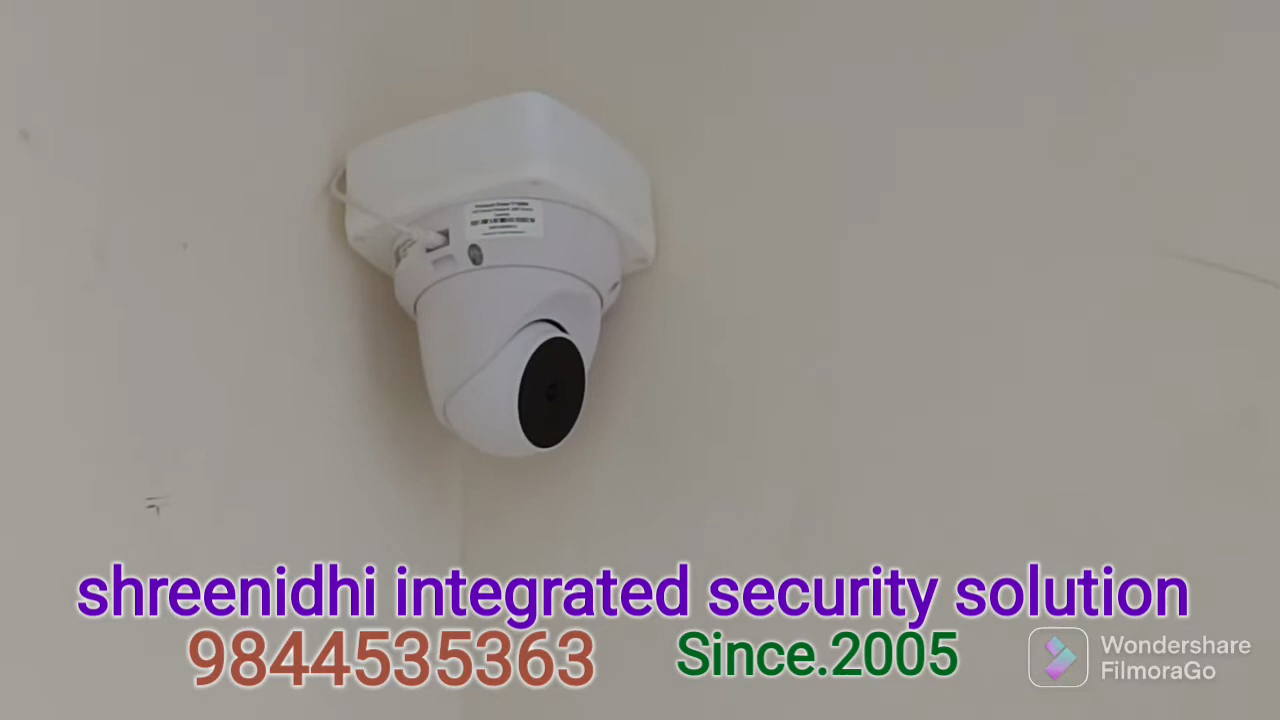 shreenidhi integrated security solution
9844535363 Since.2005
Wondershare
FilmoraGo